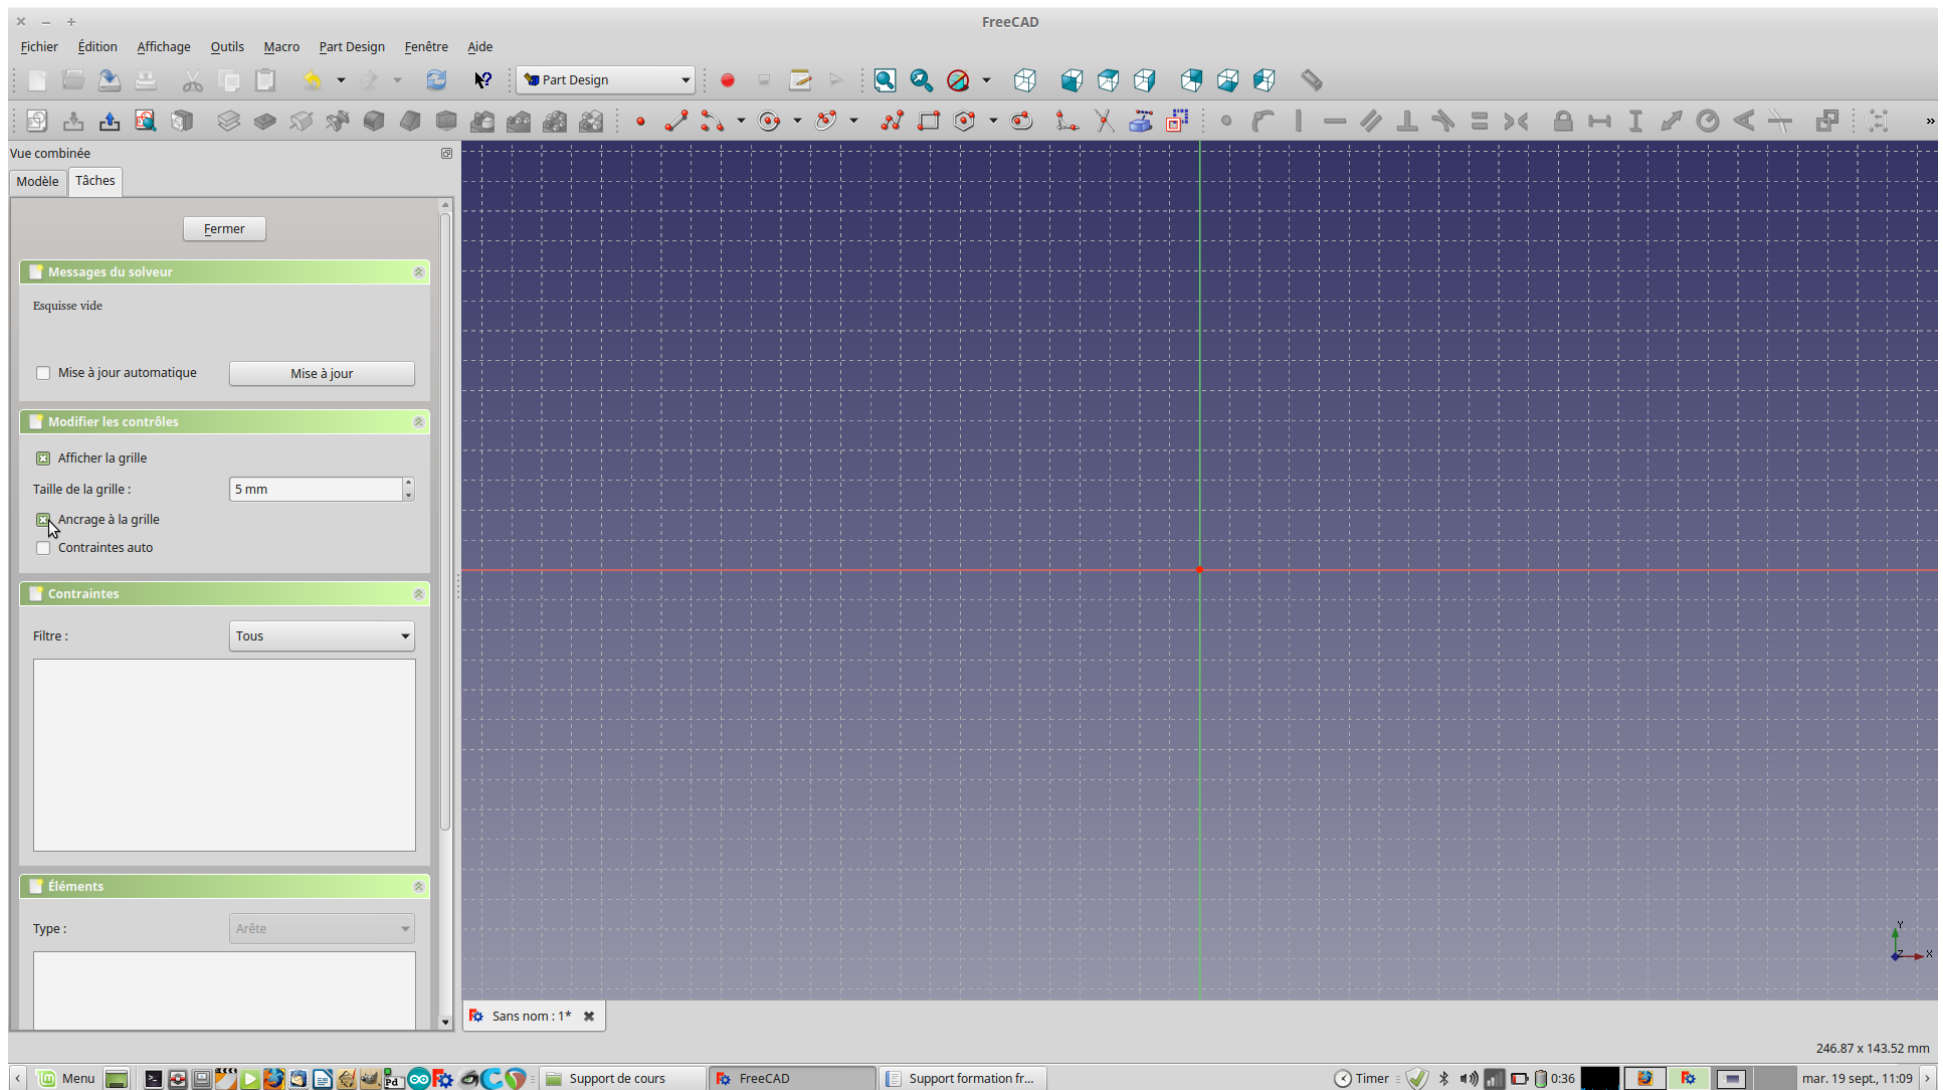 FreeCAD
Fichier Édition Affichage Outils Macro Part Design Fenêtre Aide
Part Design
Vue combinée
Modèle Tâches
Fermer
Messages du solveur
Esquisse vide
Mise à jour automatique Mise à jour
Modifier les contrôles
Afficher la grille
Taille de la grille : 5 mm
Ancrage à la grille
Contraintes auto
Contraintes
Filtre : Tous
Éléments
Type : Arête
Y
Z X
Sans nom : 1*
246.87 x 143.52 mm
Menu Pd Support de cours FreeCAD Support formation fr... Timer 0:36 mar. 19 sept., 11:09